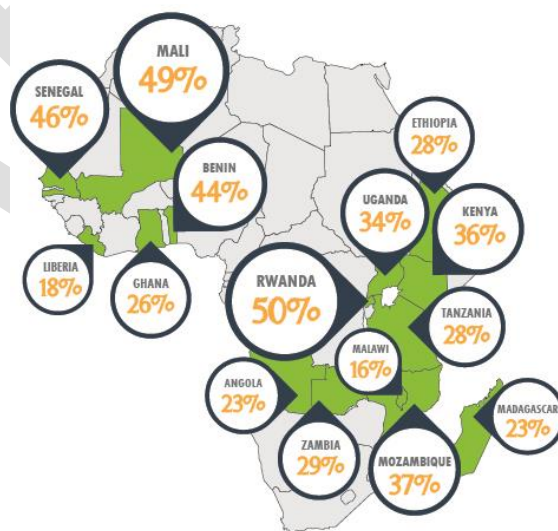 MALI
49%
SENEGAL
46%
BENIN
44%
ETHIOPIA
28%
UGANDA
34%
KENYA
36%
LIBERIA
18%
GHANA
26%
RWANDA
50%
TANZANIA
28%
MALAWI
16%
ANGOLA
23%
MADAGASCAR
23%
ZAMBIA
29%
MOZAMBIQUE
37%